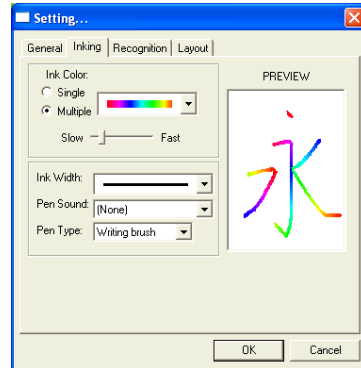 Setting...
General Inking Recognition Layout
Ink Color:
Single
Multiple
Slow Fast
Ink Width:
Pen Sound: (None)
Pen Type: Writing brush
PREVIEW
永
OK Cancel